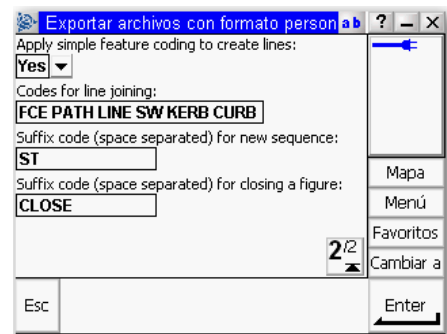 Exportar archivos con formato person ab ? – ×
Apply simple feature coding to create lines:
Yes
Codes for line joining:
FCE PATH LINE SW KERB CURB
Suffix code (space separated) for new sequence:
ST
Suffix code (space separated) for closing a figure:
CLOSE
2/2
Mapa
Menú
Favoritos
Cambiar a
Esc
Enter